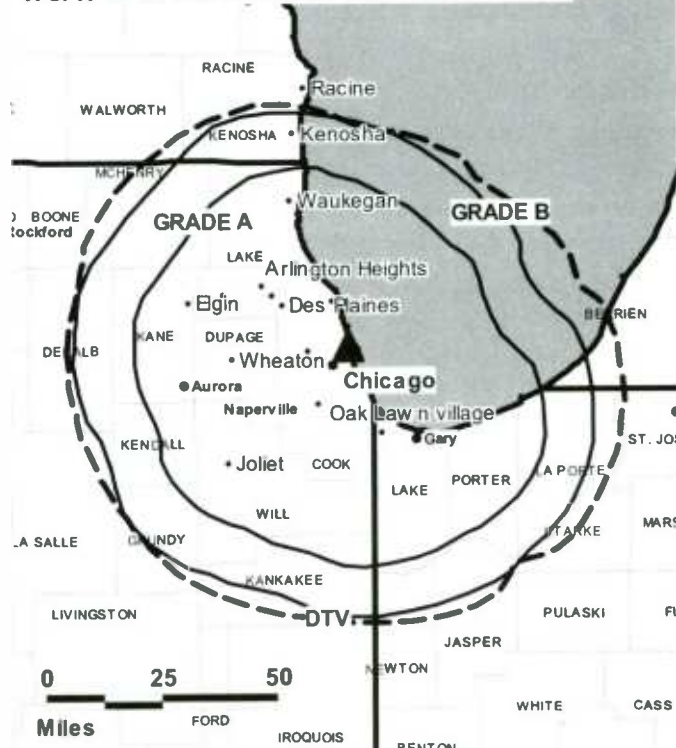 RACINE
Racine
WALWORTH
KENOSHA
Kenosha
MCHENRY
Waukegan
BOONE
Rockford
GRADE A
GRADE B
LAKE
Arlington Heights
Elgin
Des Plaines
BERRIEN
KANE
DUPAGE
DEKALB
Wheaton
Chicago
Aurora
Naperville
Oak Lawn village
Gary
ST. JOS
KENDALL
Joliet
COOK
LAKE
PORTER
LA PORTE
WILL
LA SALLE
GRUNDY
STARKE
MARS
KANKAKEE
LIVINGSTON
DTV
PULASKI
FU
JASPER
NEWTON
0 25 50
Miles
FORD
WHITE
CASS
IROQUOIS
BENTON